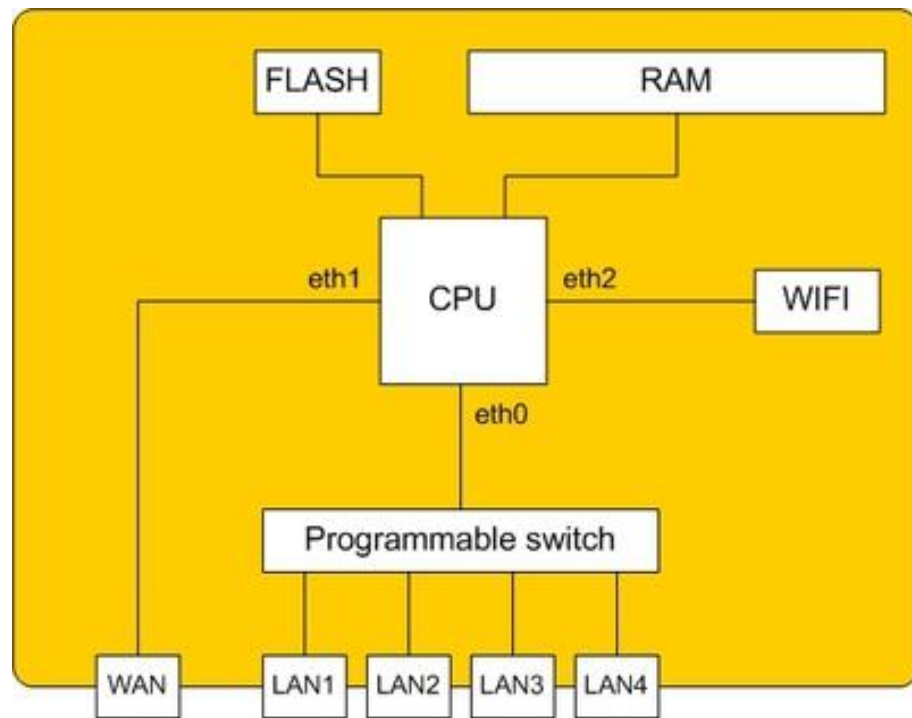 FLASH
RAM
eth1
CPU
eth2
WIFI
eth0
Programmable switch
WAN
LAN1
LAN2
LAN3
LAN4